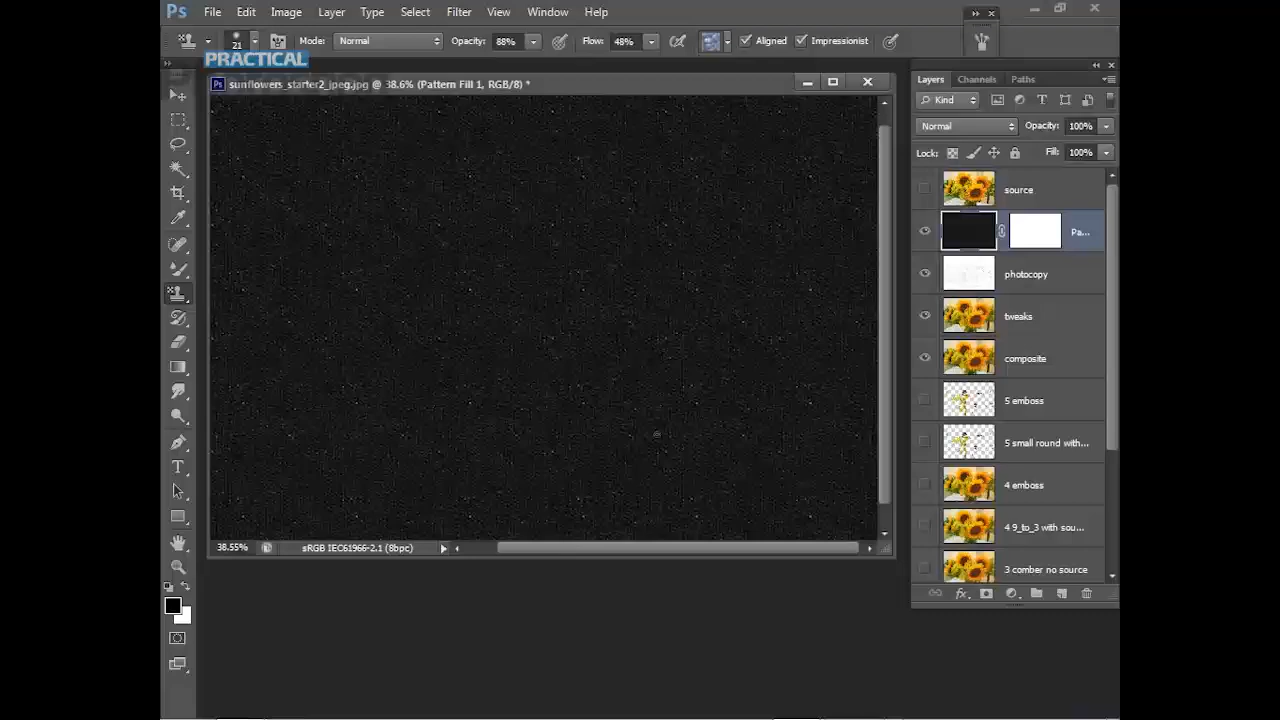 Ps File Edit Image Layer Type Select Filter View Window Help
21 Mode: Normal Opacity: 88% Flow: 48% Aligned Impressionist
PRACTICAL
sunflowers_starter2_jpeg.jpg @ 38.6% (Pattern Fill 1, RGB/8) *
38.55% sRGB IEC61966-2.1 (8bpc)
Layers Channels Paths
Kind
Normal Opacity: 100%
Lock: Fill: 100%
source
Pa...
photocopy
tweaks
composite
5 emboss
5 small round with...
4 emboss
4 9_to_3 with sou...
3 comber no source